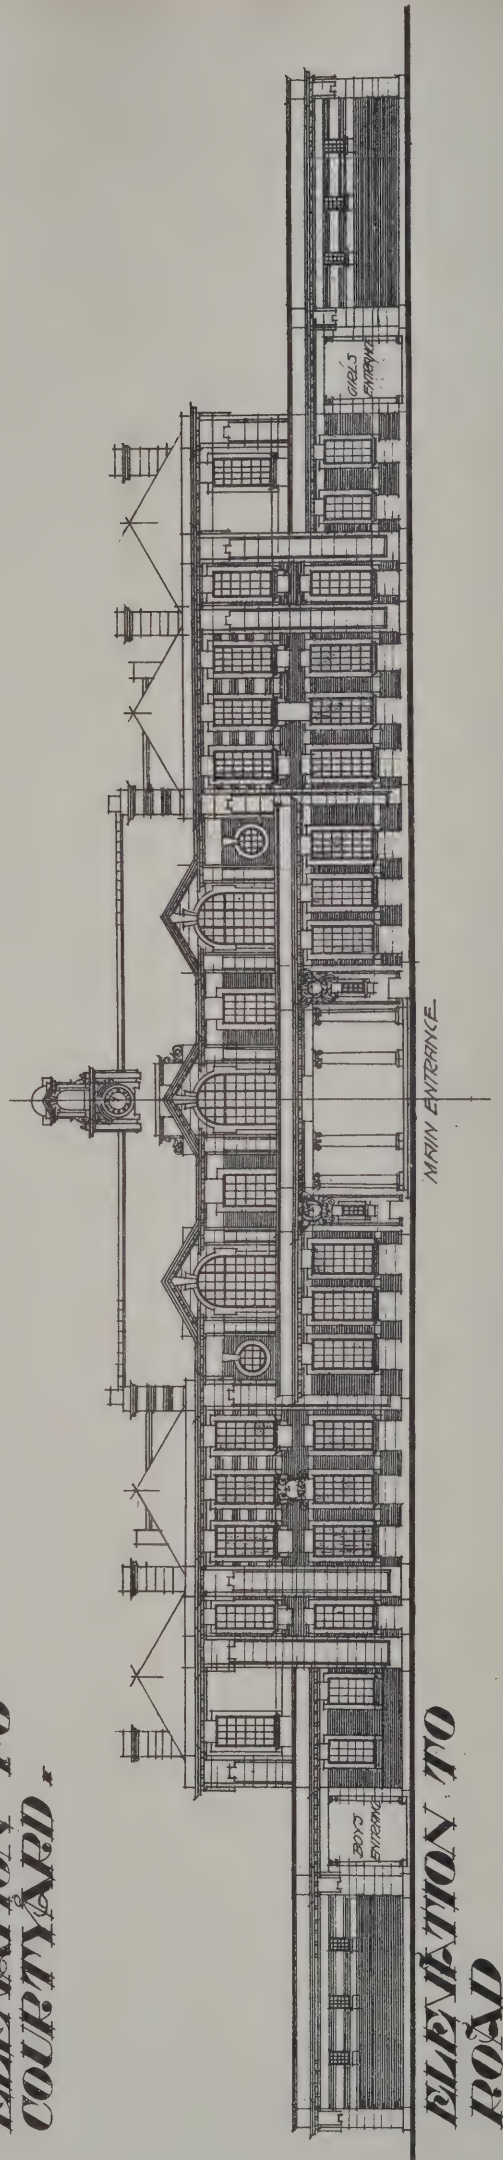 COURTYARD.
GIRLS
ENTRANCE
MAIN ENTRANCE
BOYS
ENTRANCE
ELEVATION TO
ROAD